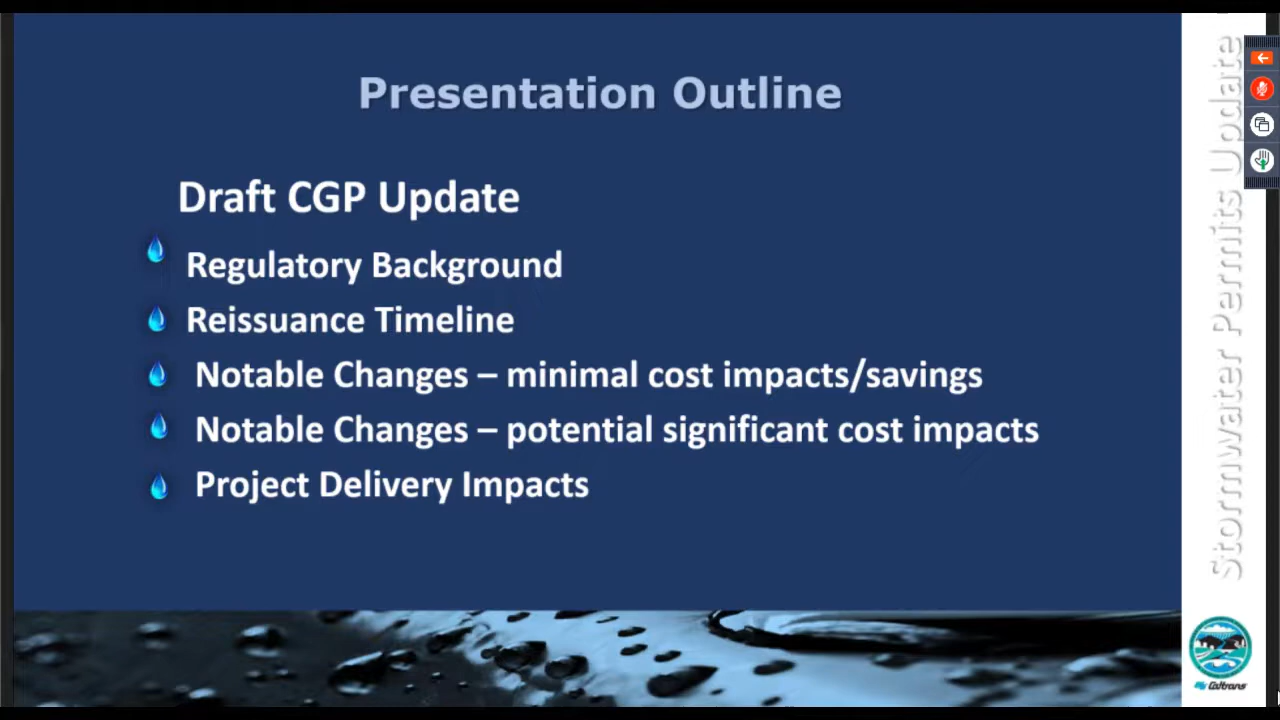 Presentation Outline
Draft CGP Update
Regulatory Background
Reissuance Timeline
Notable Changes – minimal cost impacts/savings
Notable Changes – potential significant cost impacts
Project Delivery Impacts
Stormwater Permits Update
Caltrans